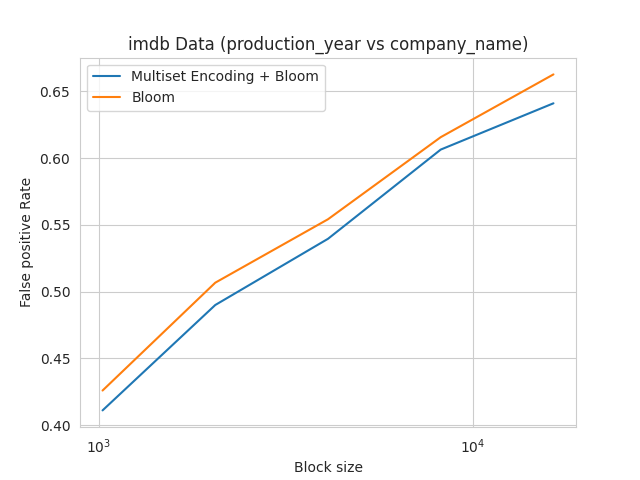 imdb Data (production_year vs company_name)
Multiset Encoding + Bloom
Bloom
False positive Rate
0.65
0.60
0.55
0.50
0.45
0.40
10³ 10⁴
Block size